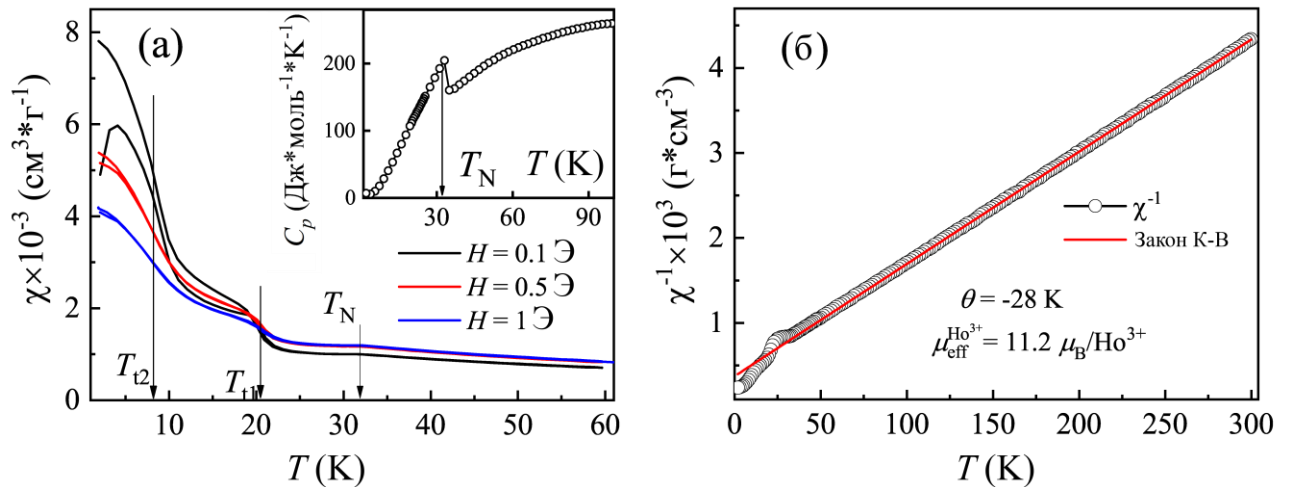 (а)
χ×10⁻³ (см³*г⁻¹)
8
6
4
2
0
0 10 20 30 40 50 60
T (K)
T_t2
T_t1
T_N
H = 0.1 Э
H = 0.5 Э
H = 1 Э
C_p (Дж*моль⁻¹*K⁻¹)
200
100
0
30 100
T_N
T (K)
(б)
χ⁻¹×10³ (г*см⁻³)
4
3
2
1
0 50 100 150 200 250 300
T (K)
χ⁻¹
Закон К-В
θ = -28 K
μ_eff^Ho³⁺ = 11.2 μ_B/Ho³⁺